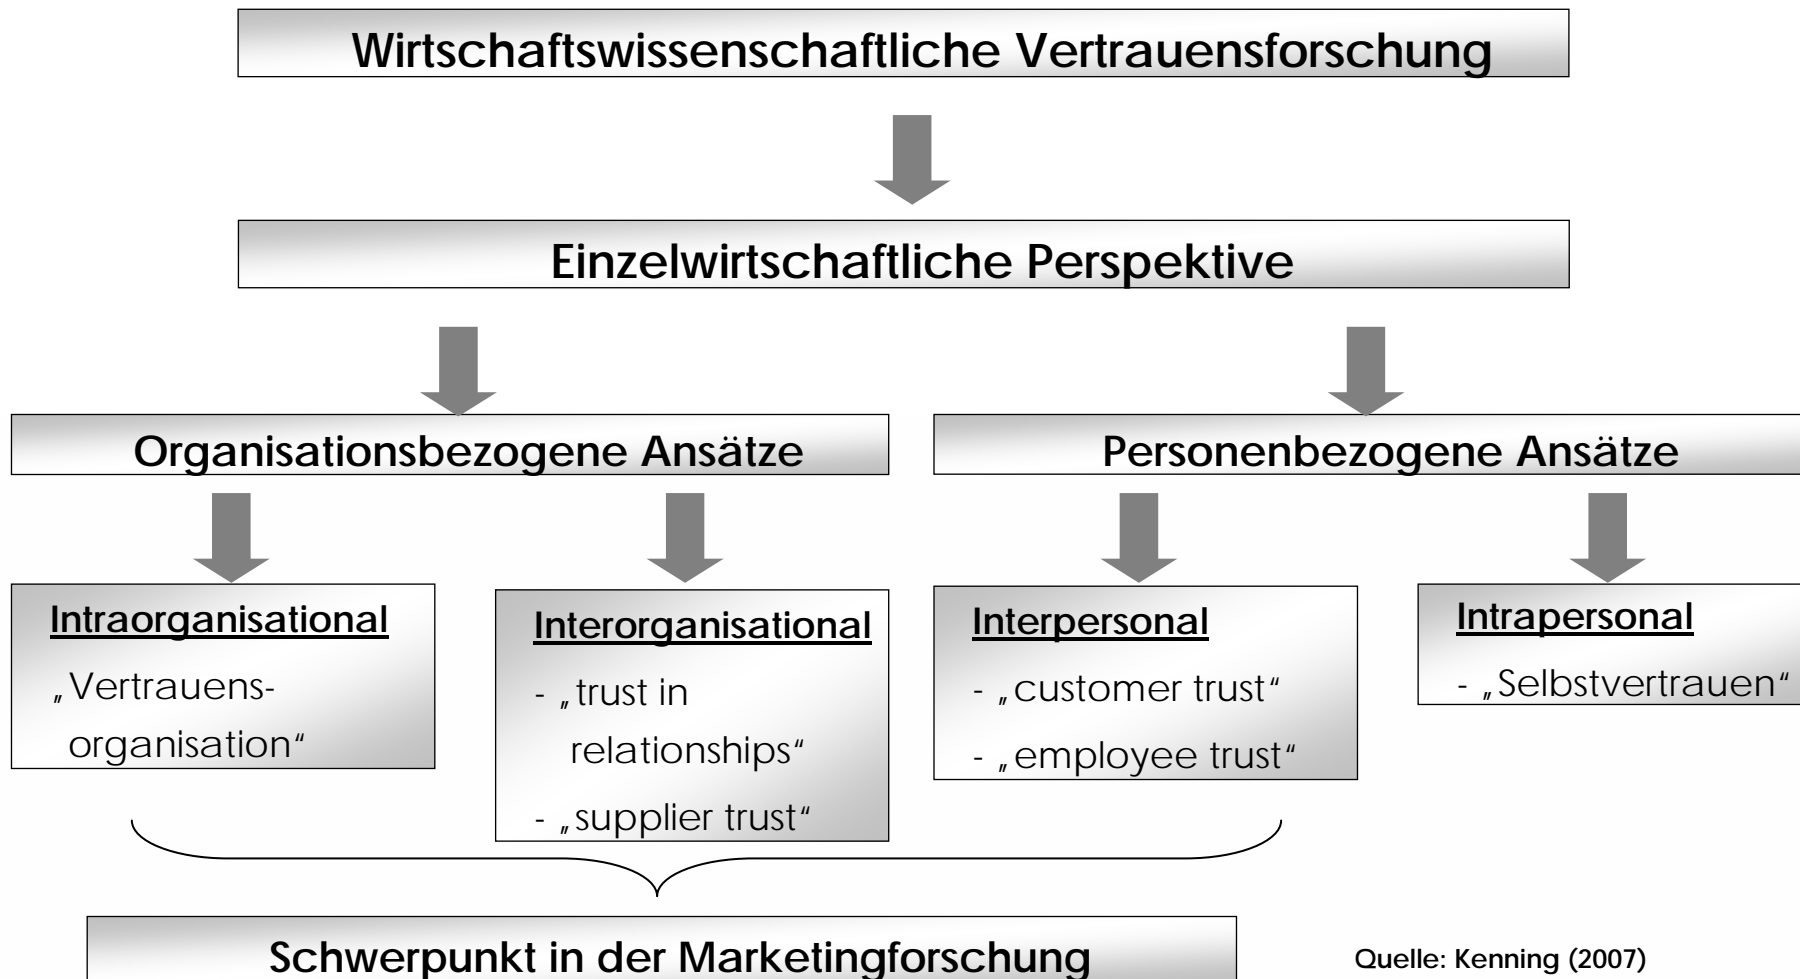 Wirtschaftswissenschaftliche Vertrauensforschung
Einzelwirtschaftliche Perspektive
Organisationsbezogene Ansätze
Personenbezogene Ansätze
Intraorganisational
„Vertrauens-
organisation“
Interorganisational
- „trust in
relationships“
- „supplier trust“
Interpersonal
- „customer trust“
- „employee trust“
Intrapersonal
- „Selbstvertrauen“
Schwerpunkt in der Marketingforschung
Quelle: Kenning (2007)